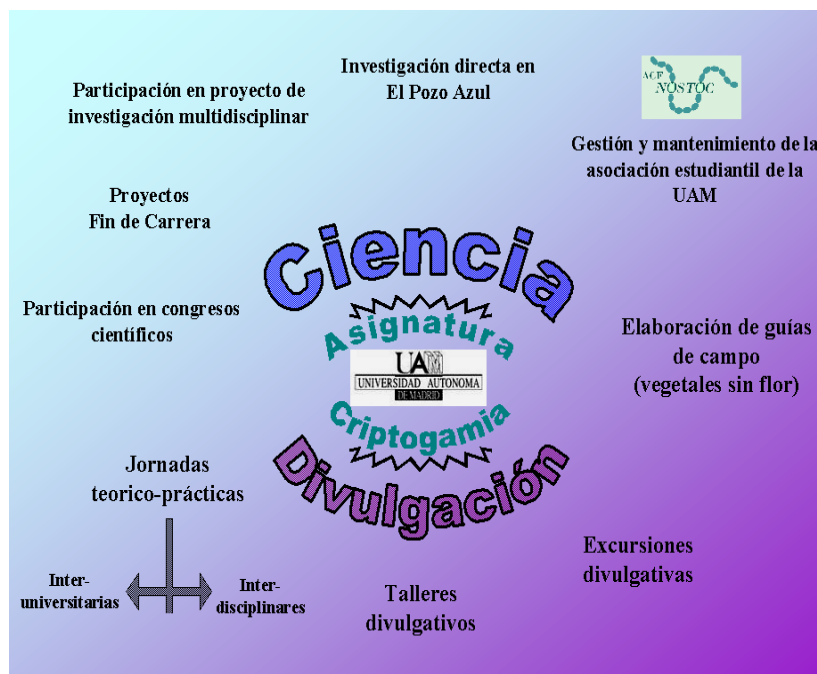 Investigación directa en
El Pozo Azul
Participación en proyecto de
investigación multidisciplinar
ACF
NOSTOC
Gestión y mantenimiento de la
asociación estudiantil de la
UAM
Proyectos
Fin de Carrera
Ciencia
Participación en congresos
científicos
Asignatura
UAM
UNIVERSIDAD AUTONOMA
DE MADRID
Criptogamia
Elaboración de guías
de campo
(vegetales sin flor)
Divulgación
Jornadas
teorico-prácticas
Inter-
universitarias
Inter-
disciplinares
Excursiones
divulgativas
Talleres
divulgativos